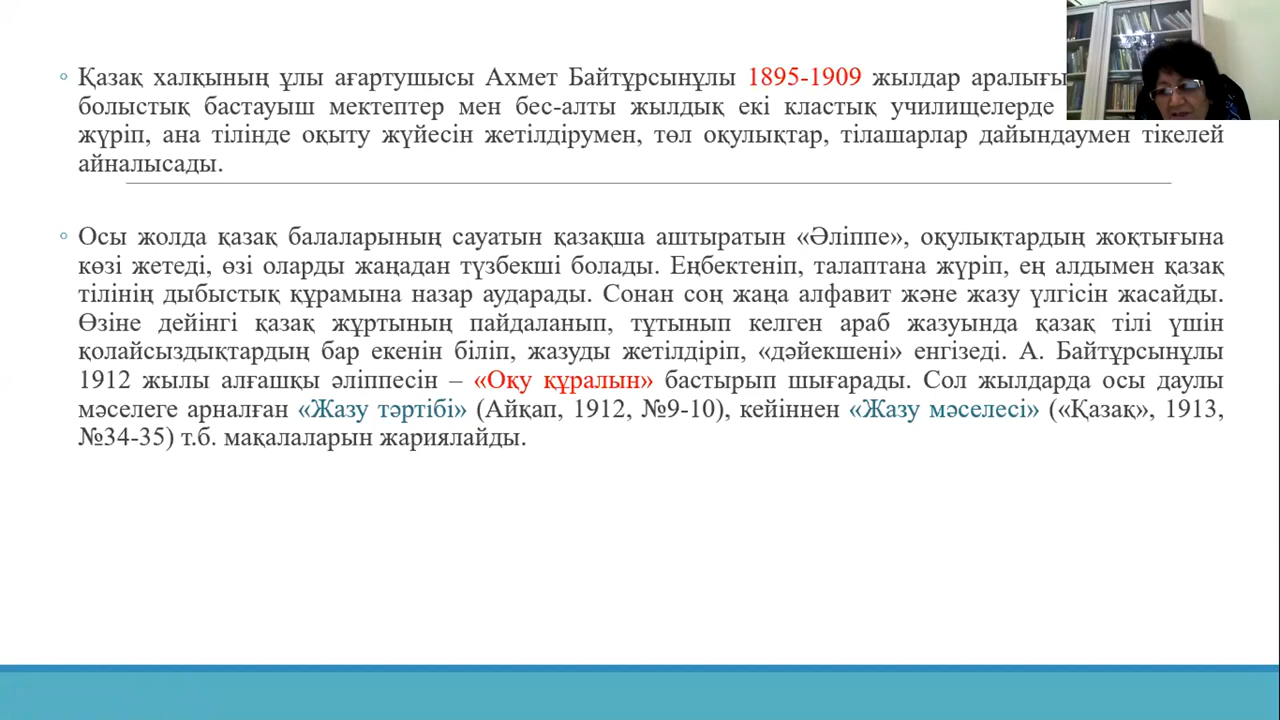 Қазақ халқының ұлы ағартушысы Ахмет Байтұрсынұлы 1895-1909 жылдар аралығы
болыстық бастауыш мектептер мен бес-алты жылдық екі кластық училищелерде
жүріп, ана тілінде оқыту жүйесін жетілдірумен, төл оқулықтар, тілашарлар дайындаумен тікелей
айналысады.
Осы жолда қазақ балаларының сауатын қазақша аштыратын «Әліппе», оқулықтардың жоқтығына
көзі жетеді, өзі оларды жаңадан түзбекші болады. Еңбектеніп, талаптана жүріп, ең алдымен қазақ
тілінің дыбыстық құрамына назар аударады. Сонан соң жаңа алфавит және жазу үлгісін жасайды.
Өзіне дейінгі қазақ жұртының пайдаланып, тұтынып келген араб жазуында қазақ тілі үшін
қолайсыздықтардың бар екенін біліп, жазуды жетілдіріп, «дәйекшені» енгізеді. А. Байтұрсынұлы
1912 жылы алғашқы әліппесін – «Оқу құралын» бастырып шығарады. Сол жылдарда осы даулы
мәселеге арналған «Жазу тәртібі» (Айқап, 1912, №9-10), кейіннен «Жазу мәселесі» («Қазақ», 1913,
№34-35) т.б. мақалаларын жариялайды.